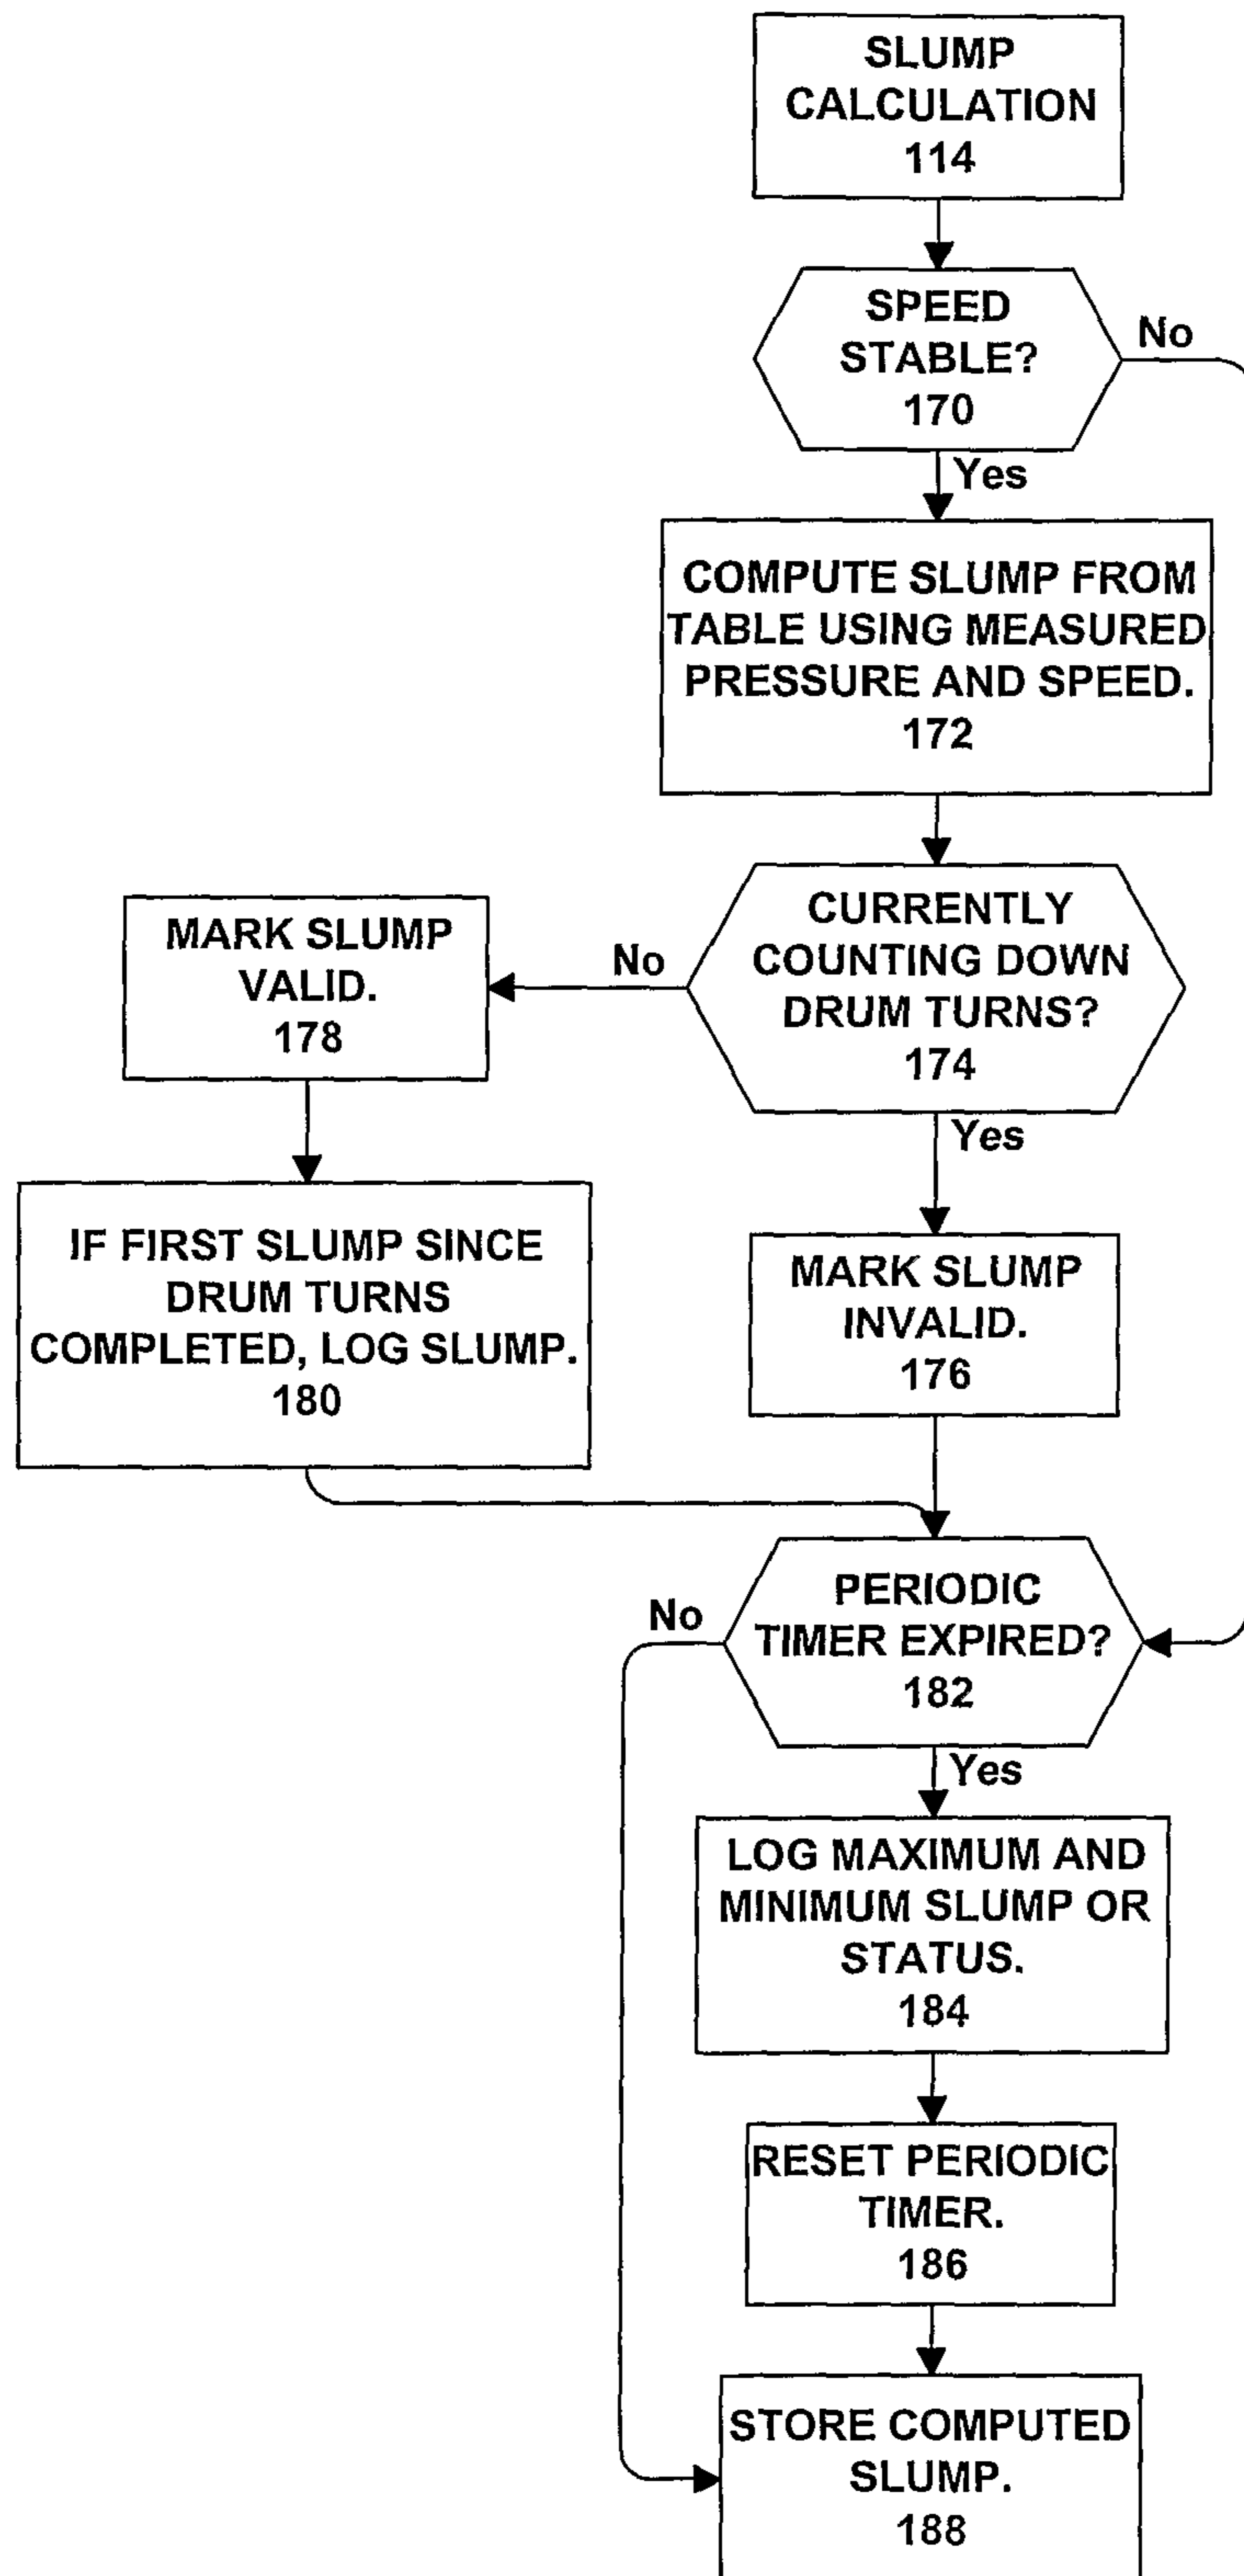 SLUMP
CALCULATION
114
SPEED
STABLE?
170
No
Yes
COMPUTE SLUMP FROM
TABLE USING MEASURED
PRESSURE AND SPEED.
172
CURRENTLY
COUNTING DOWN
DRUM TURNS?
174
No
MARK SLUMP
VALID.
178
Yes
IF FIRST SLUMP SINCE
DRUM TURNS
COMPLETED, LOG SLUMP.
180
MARK SLUMP
INVALID.
176
PERIODIC
TIMER EXPIRED?
182
No
Yes
LOG MAXIMUM AND
MINIMUM SLUMP OR
STATUS.
184
RESET PERIODIC
TIMER.
186
STORE COMPUTED
SLUMP.
188